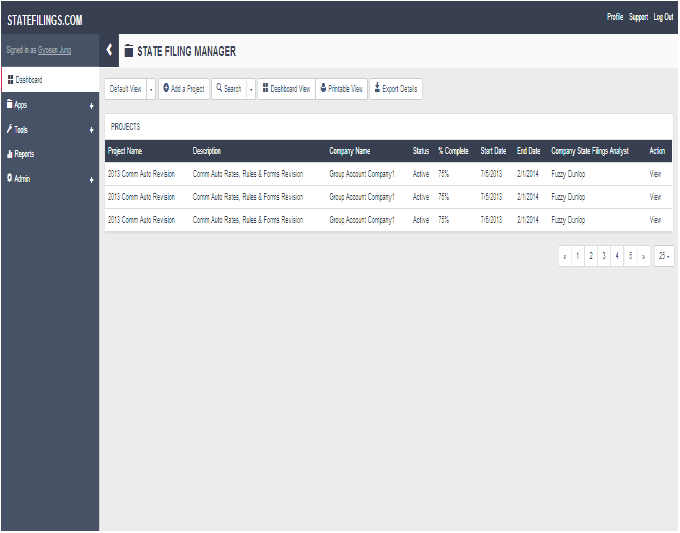 STATEFILINGS.COM
Profile Support Log Out
Signed in as Gyosun Jung
STATE FILING MANAGER
Dashboard
Apps +
Tools +
Reports
Admin +
Default View Add a Project Search Dashboard View Printable View Export Details
PROJECTS
Project Name Description Company Name Status % Complete Start Date End Date Company State Filings Analyst Action
2013 Comm Auto Revision Comm Auto Rates, Rules & Forms Revision Group Account Company1 Active 75% 7/5/2013 2/1/2014 Fuzzy Dunlop View
2013 Comm Auto Revision Comm Auto Rates, Rules & Forms Revision Group Account Company1 Active 75% 7/5/2013 2/1/2014 Fuzzy Dunlop View
2013 Comm Auto Revision Comm Auto Rates, Rules & Forms Revision Group Account Company1 Active 75% 7/5/2013 2/1/2014 Fuzzy Dunlop View
« 1 2 3 4 5 » 25